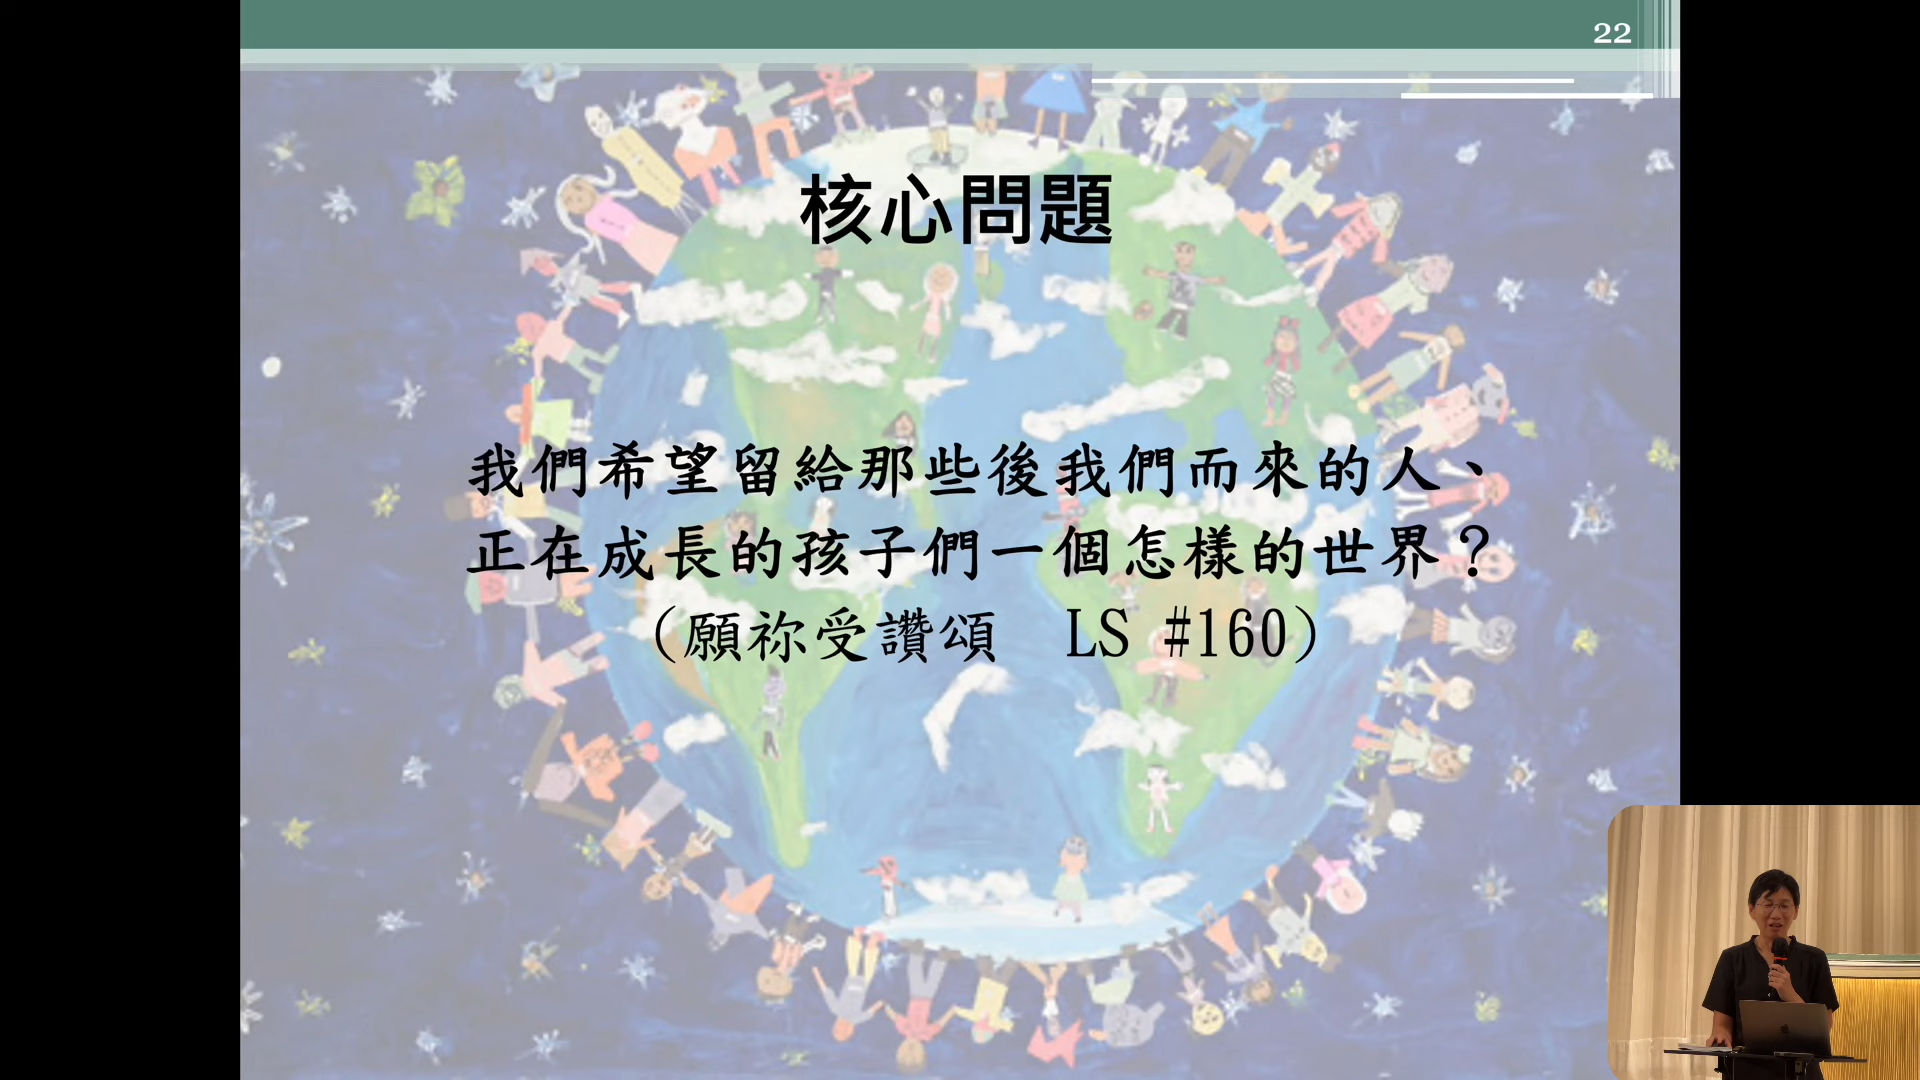 22
核心問題
我們希望留給那些後我們而來的人、
正在成長的孩子們一個怎樣的世界？
（願祢受讚頌　LS #160）